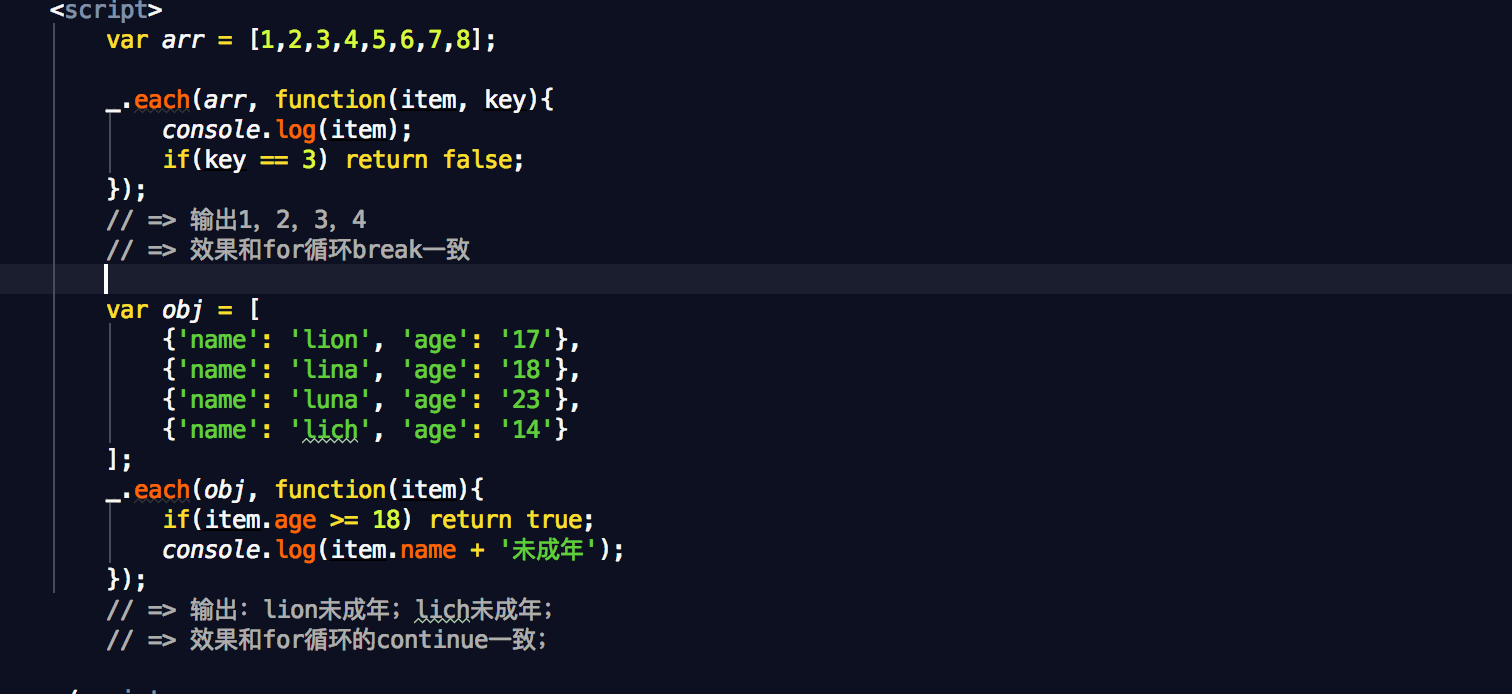 <script>
var arr = [1,2,3,4,5,6,7,8];
_.each(arr, function(item, key){
console.log(item);
if(key == 3) return false;
});
// => 输出1，2，3，4
// => 效果和for循环break一致
var obj = [
{'name': 'lion', 'age': '17'},
{'name': 'lina', 'age': '18'},
{'name': 'luna', 'age': '23'},
{'name': 'lich', 'age': '14'}
];
_.each(obj, function(item){
if(item.age >= 18) return true;
console.log(item.name + '未成年');
});
// => 输出：lion未成年；lich未成年；
// => 效果和for循环的continue一致；